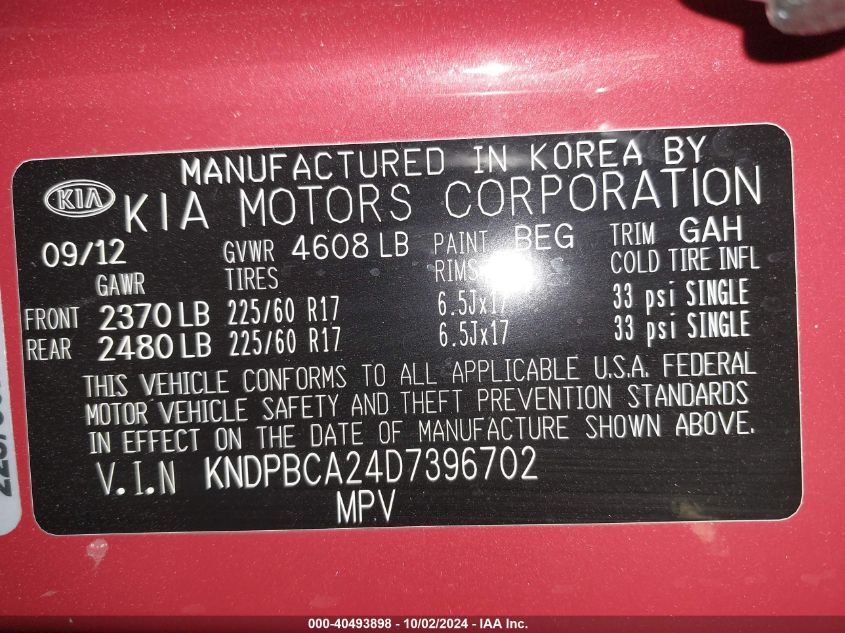 MANUFACTURED IN KOREA BY
KIA KIA MOTORS CORPORATION
09/12 GVWR 4608 LB PAINT BEG TRIM GAH
GAWR TIRES RIMS COLD TIRE INFL
FRONT 2370 LB 225/60 R17 6.5Jx17 33 psi SINGLE
REAR 2480 LB 225/60 R17 6.5Jx17 33 psi SINGLE
THIS VEHICLE CONFORMS TO ALL APPLICABLE U.S.A. FEDERAL
MOTOR VEHICLE SAFETY AND THEFT PREVENTION STANDARDS
IN EFFECT ON THE DATE OF MANUFACTURE SHOWN ABOVE.
V.I.N KNDPBCA24D7396702
MPV
000-40493898 - 10/02/2024 - IAA Inc.